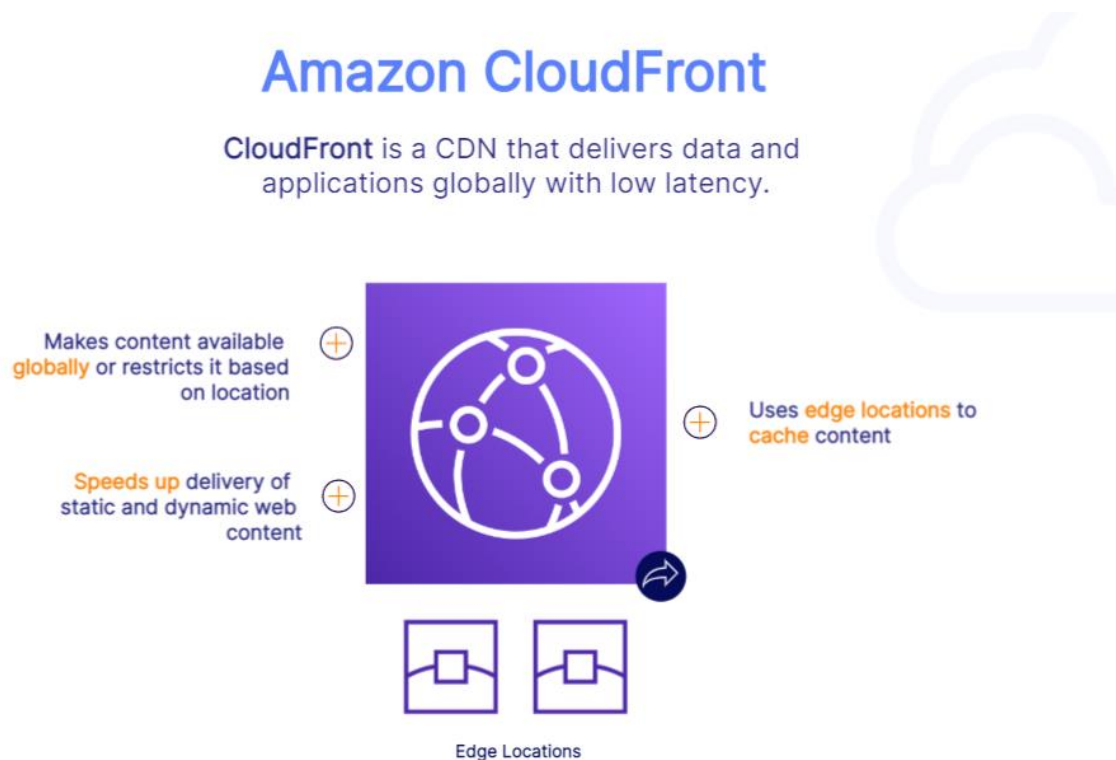 Amazon CloudFront
CloudFront is a CDN that delivers data and
applications globally with low latency.
Makes content available
globally or restricts it based
on location
Speeds up delivery of
static and dynamic web
content
Uses edge locations to
cache content
Edge Locations